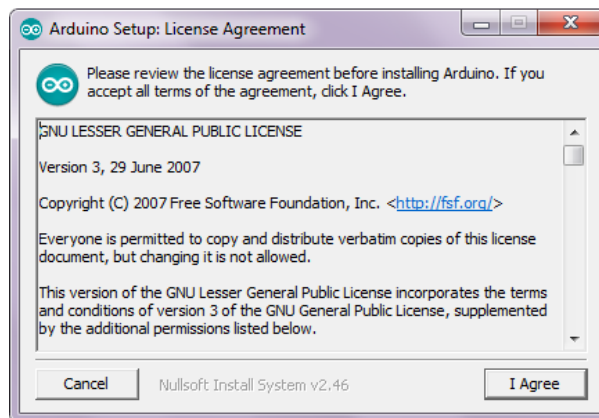 Arduino Setup: License Agreement
Please review the license agreement before installing Arduino. If you
accept all terms of the agreement, click I Agree.
GNU LESSER GENERAL PUBLIC LICENSE
Version 3, 29 June 2007
Copyright (C) 2007 Free Software Foundation, Inc. <http://fsf.org/>
Everyone is permitted to copy and distribute verbatim copies of this license
document, but changing it is not allowed.
This version of the GNU Lesser General Public License incorporates the terms
and conditions of version 3 of the GNU General Public License, supplemented
by the additional permissions listed below.
Cancel
Nullsoft Install System v2.46
I Agree